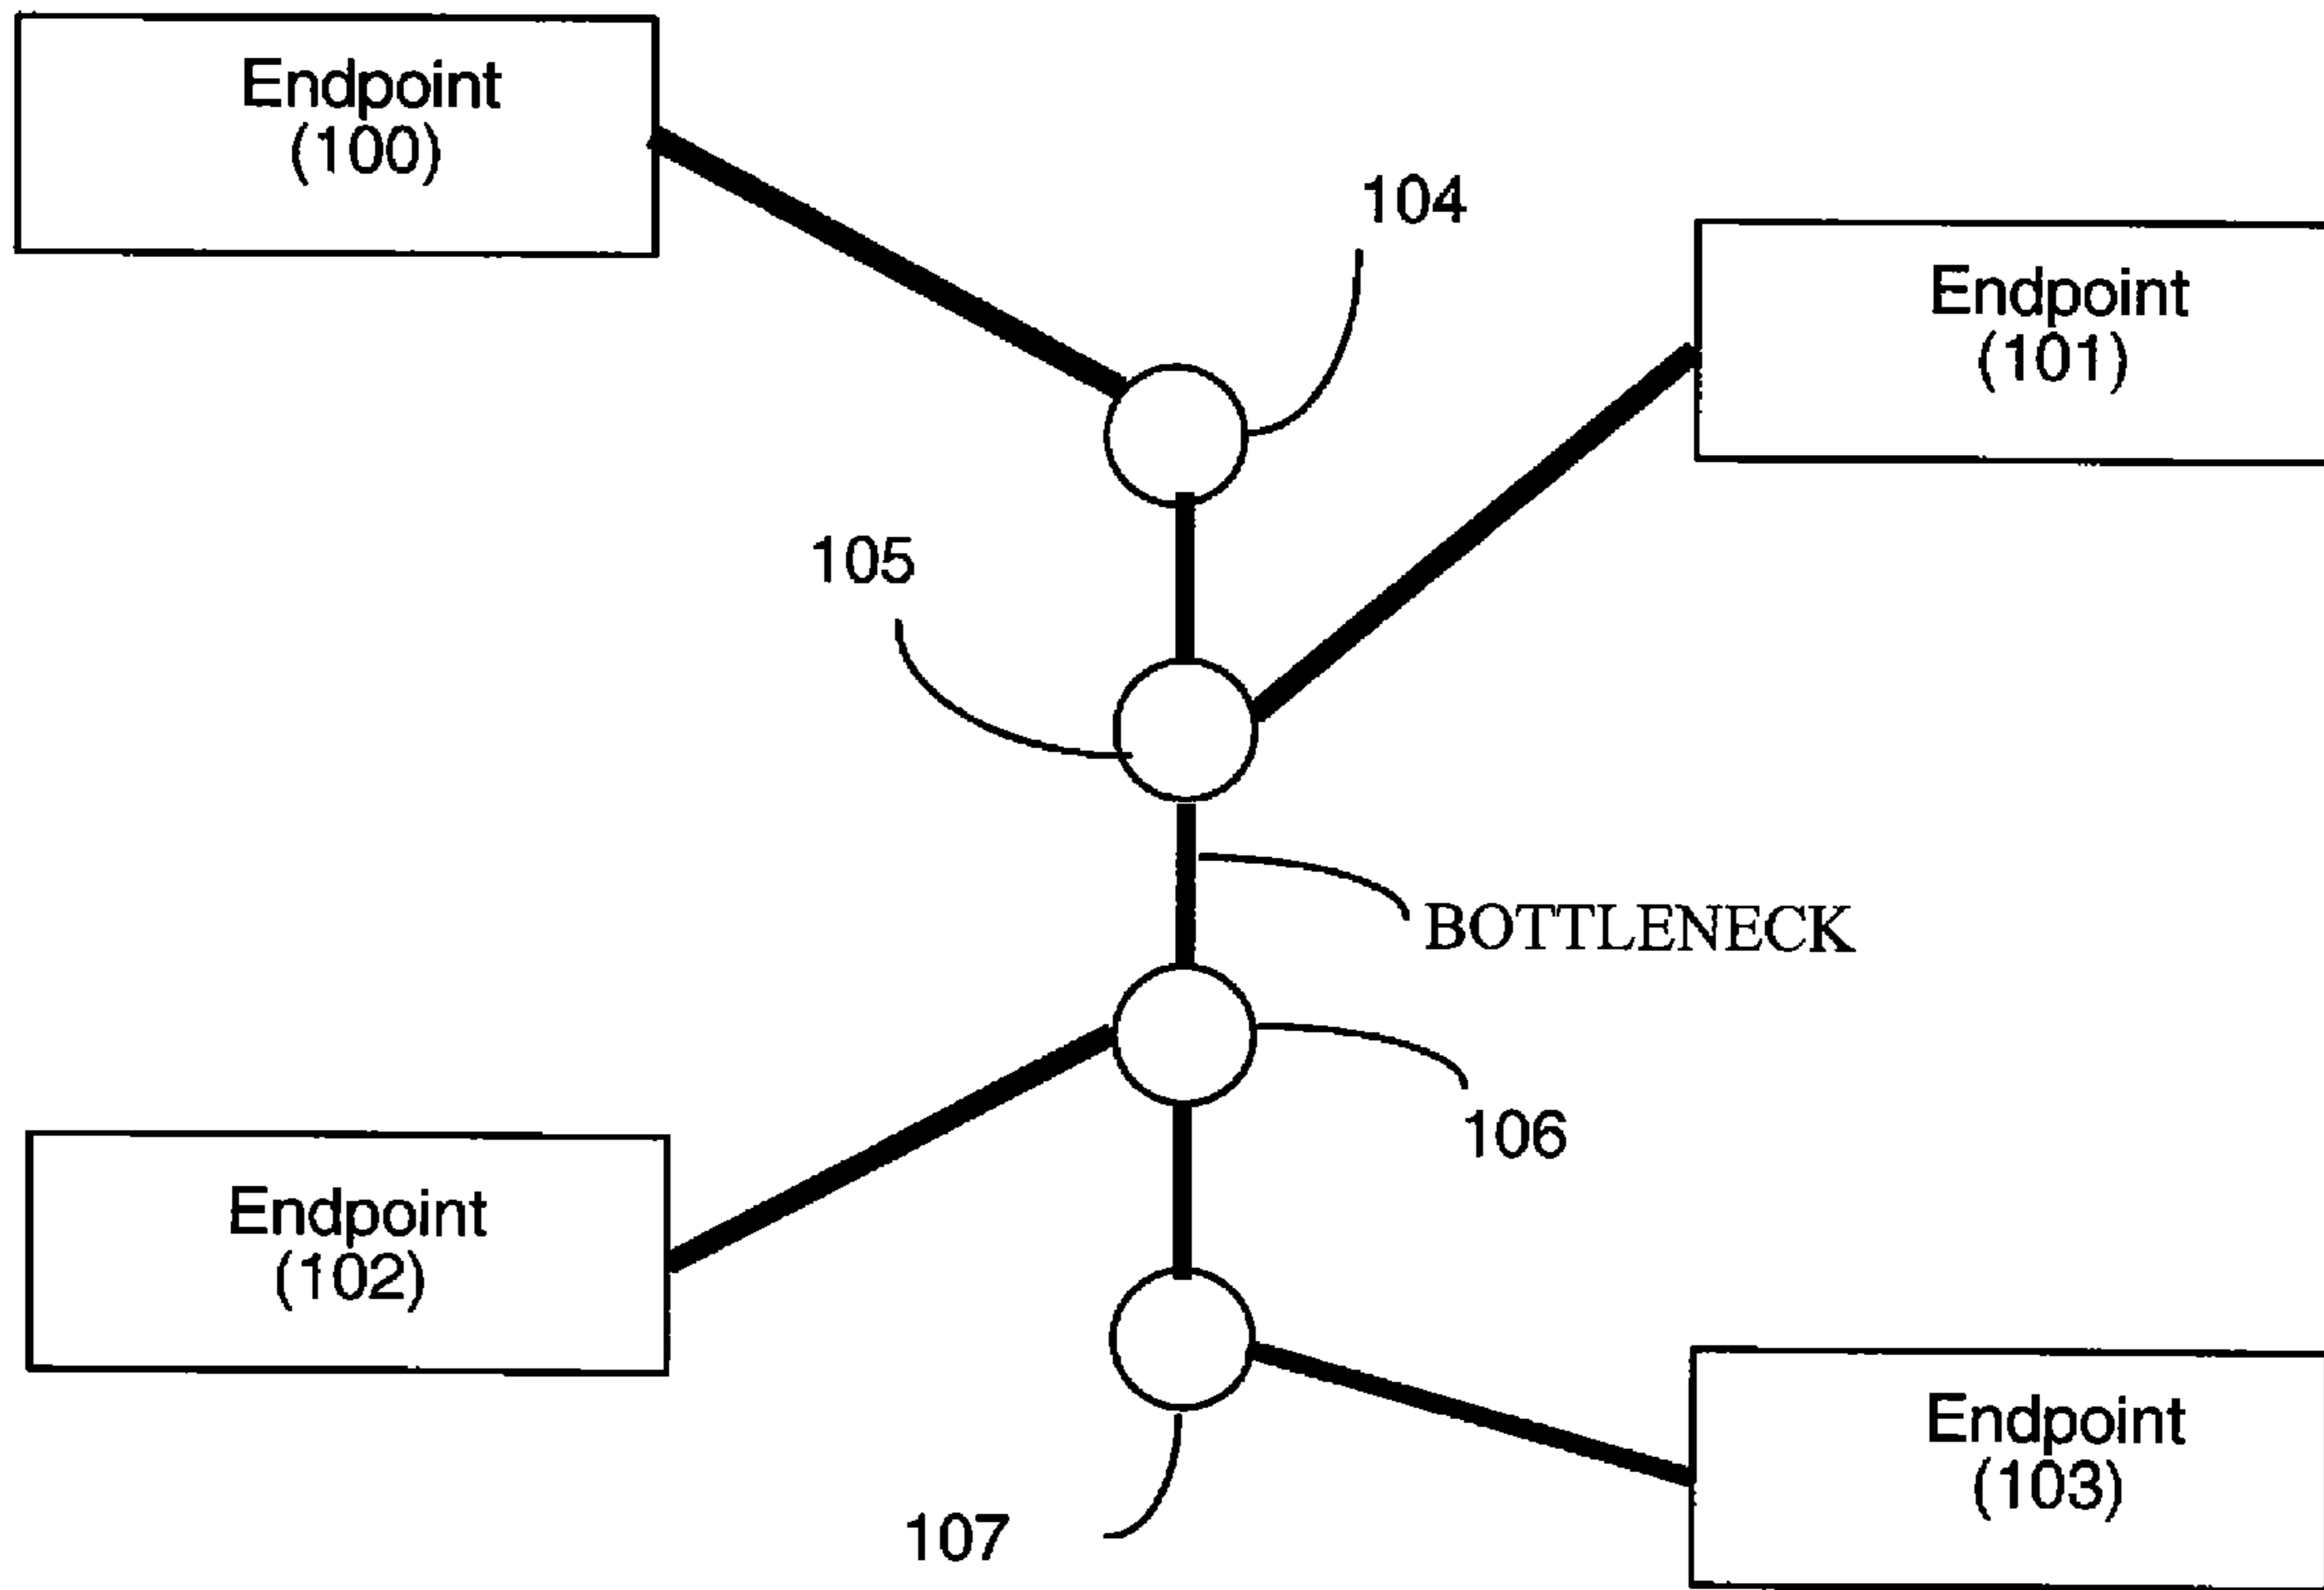 Endpoint
(100)
104
Endpoint
(101)
105
BOTTLENECK
106
Endpoint
(102)
Endpoint
(103)
107